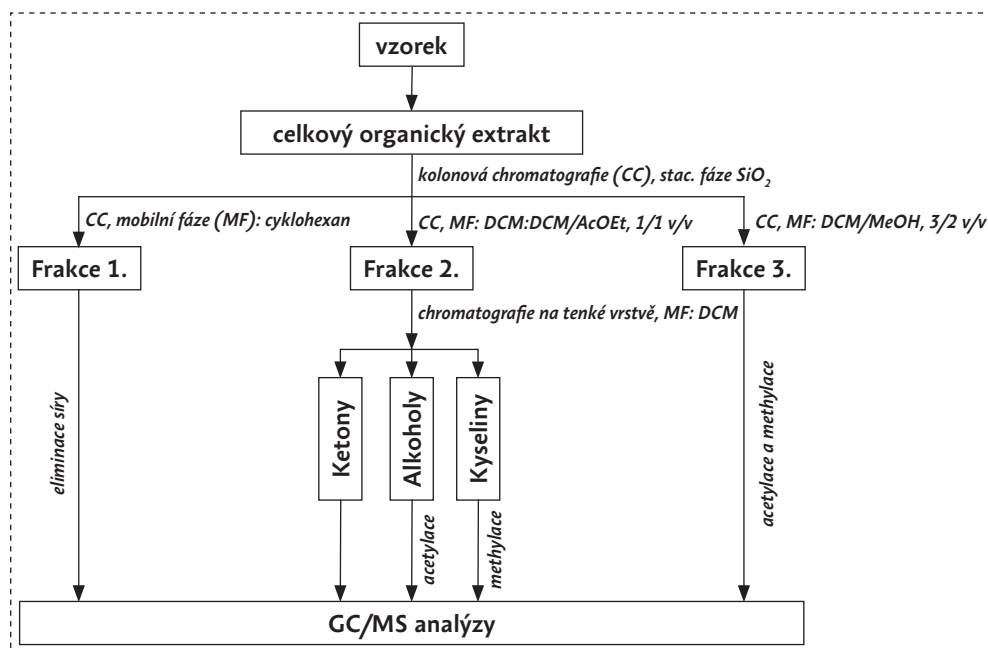 vzorek
celkový organický extrakt
kolonová chromatografie (CC), stac. fáze SiO₂
CC, mobilní fáze (MF): cyklohexan
CC, MF: DCM:DCM/AcOEt, 1/1 v/v
CC, MF: DCM/MeOH, 3/2 v/v
Frakce 1.
Frakce 2.
Frakce 3.
chromatografie na tenké vrstvě, MF: DCM
Ketony
Alkoholy
Kyseliny
eliminace síry
acetylace
methylace
acetylace a methylace
GC/MS analýzy